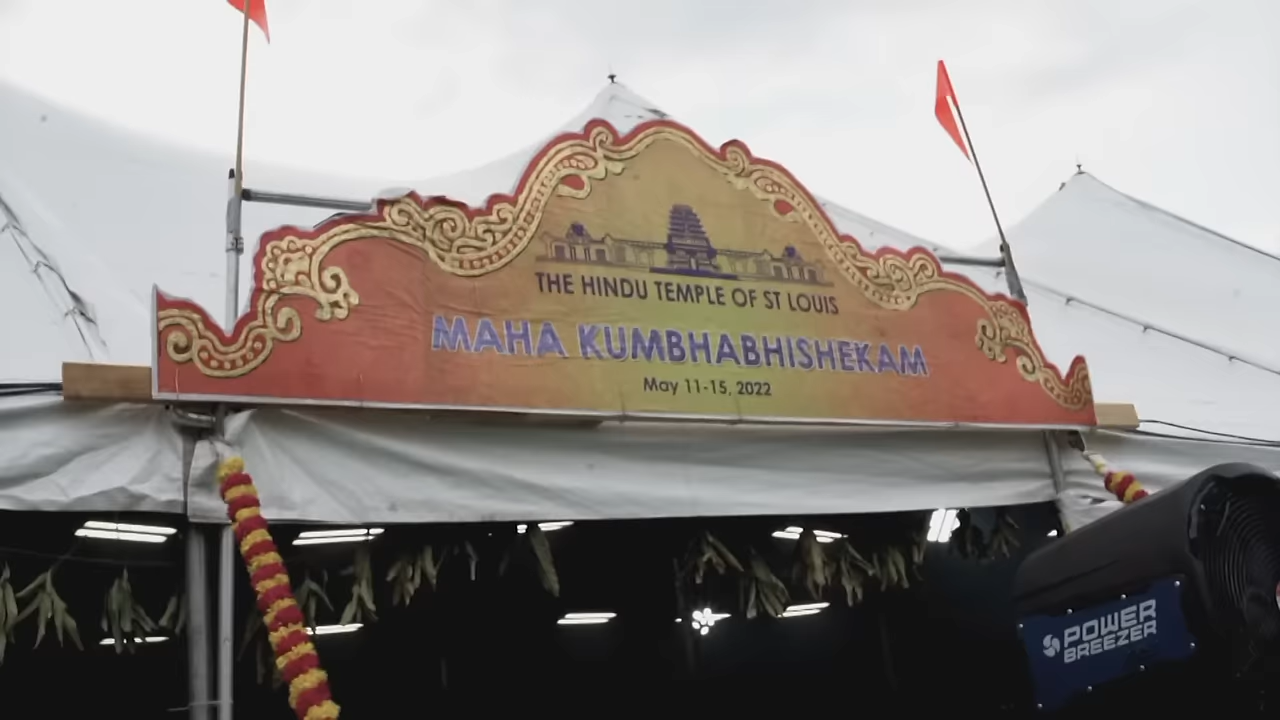 THE HINDU TEMPLE OF ST LOUIS
MAHA KUMBHABHISHEKAM
May 11-15, 2022
POWER
BREEZER